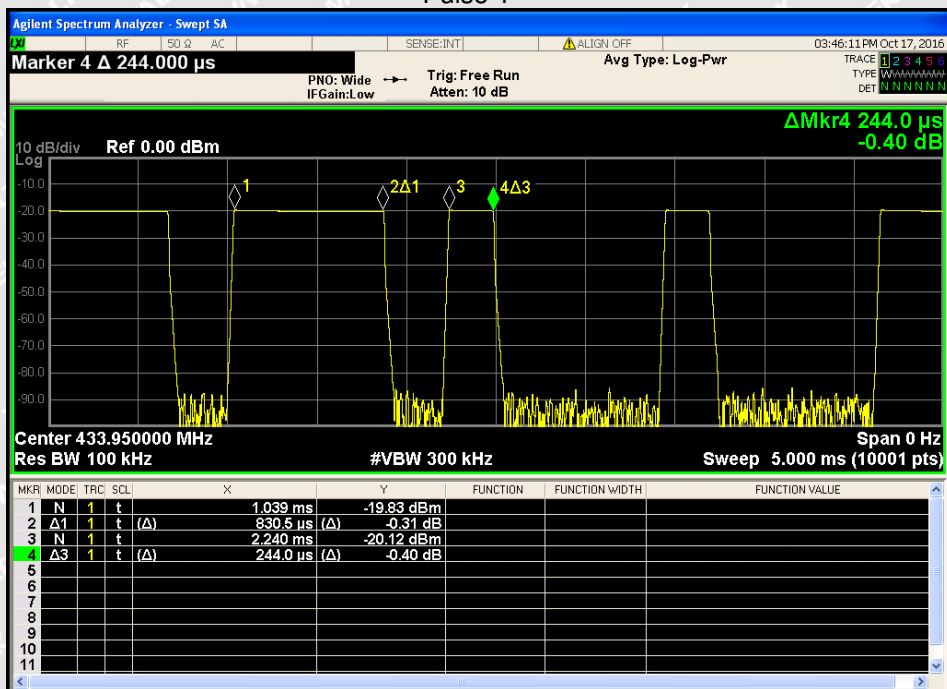 Agilent Spectrum Analyzer - Swept SA
LXI RF 50 Ω AC SENSE:INT ALIGN OFF 03:46:11 PM Oct 17, 2016
Marker 4 Δ 244.000 µs
PNO: Wide
IFGain:Low
Trig: Free Run
Atten: 10 dB
Avg Type: Log-Pwr
TRACE 1 2 3 4 5 6
TYPE
DET N N N N N N
ΔMkr4 244.0 µs
-0.40 dB
10 dB/div Ref 0.00 dBm
Log
-10.0
-20.0
-30.0
-40.0
-50.0
-60.0
-70.0
-80.0
-90.0
1 2Δ1 3 4Δ3
Center 433.950000 MHz Span 0 Hz
Res BW 100 kHz #VBW 300 kHz Sweep 5.000 ms (10001 pts)
MKR MODE TRC SCL X Y FUNCTION FUNCTION WIDTH FUNCTION VALUE
1 N 1 t 1.039 ms -19.83 dBm
2 Δ1 1 t (Δ) 830.5 µs (Δ) -0.31 dB
3 N 1 t 2.240 ms -20.12 dBm
4 Δ3 1 t (Δ) 244.0 µs (Δ) -0.40 dB
5
6
7
8
9
10
11